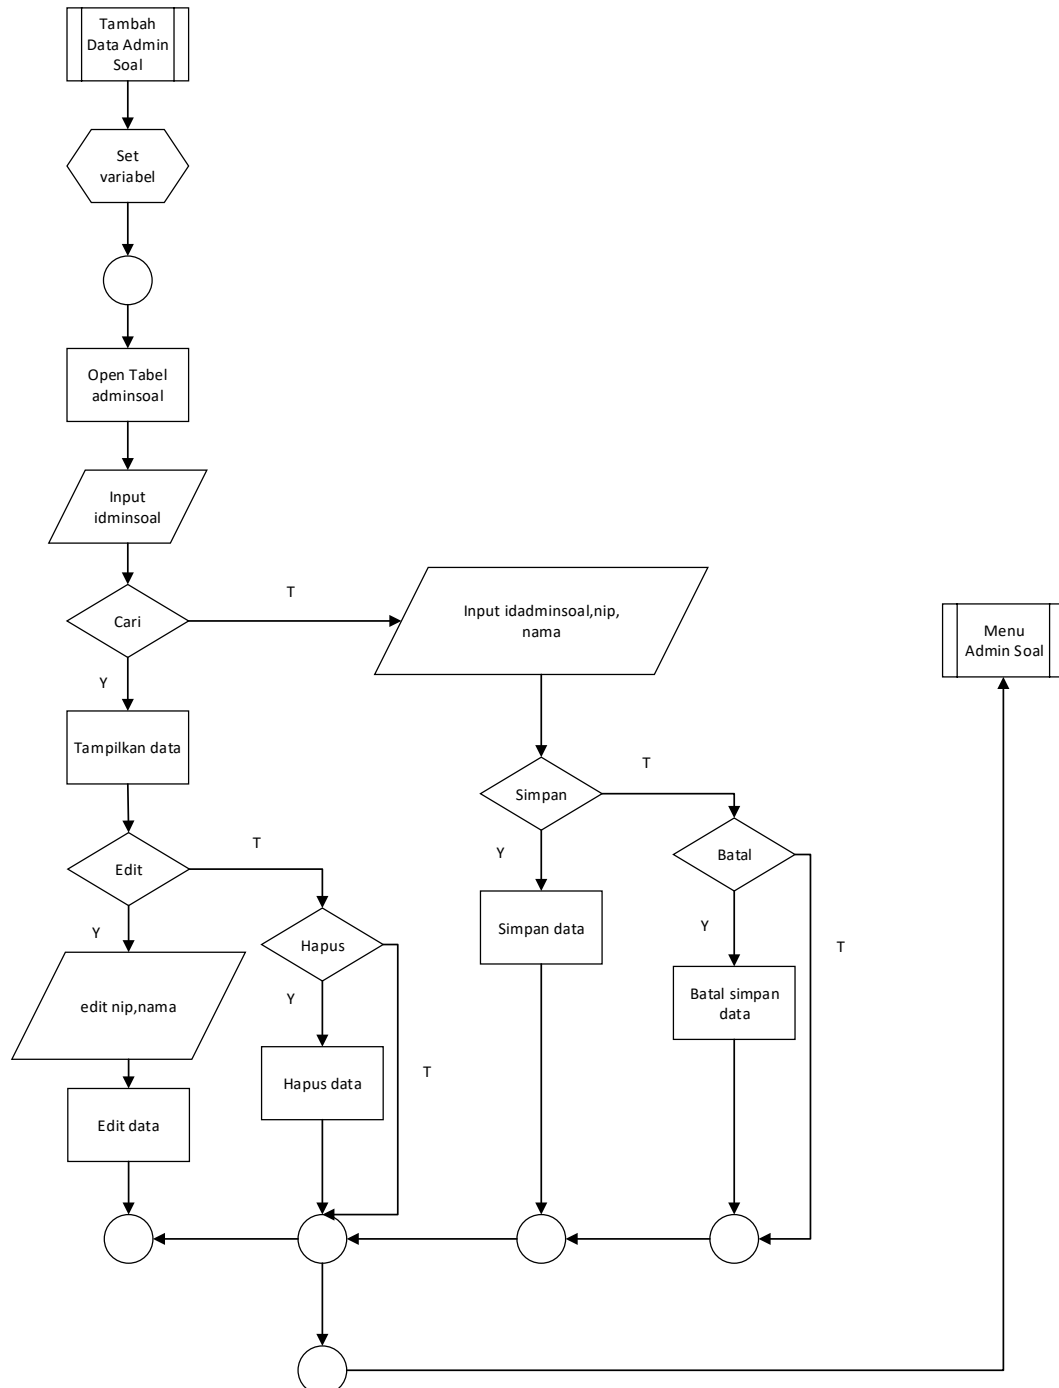 Tambah
Data Admin
Soal
Set
variabel
Open Tabel
adminsoal
Input
idminsoal
Cari
T
Input idadminsoal,nip,
nama
Menu
Admin Soal
Y
Tampilkan data
Simpan
T
Edit
T
Y
Batal
Y
Simpan data
Y
Hapus
Y
T
edit nip,nama
Y
Batal simpan
data
Hapus data
T
Edit data